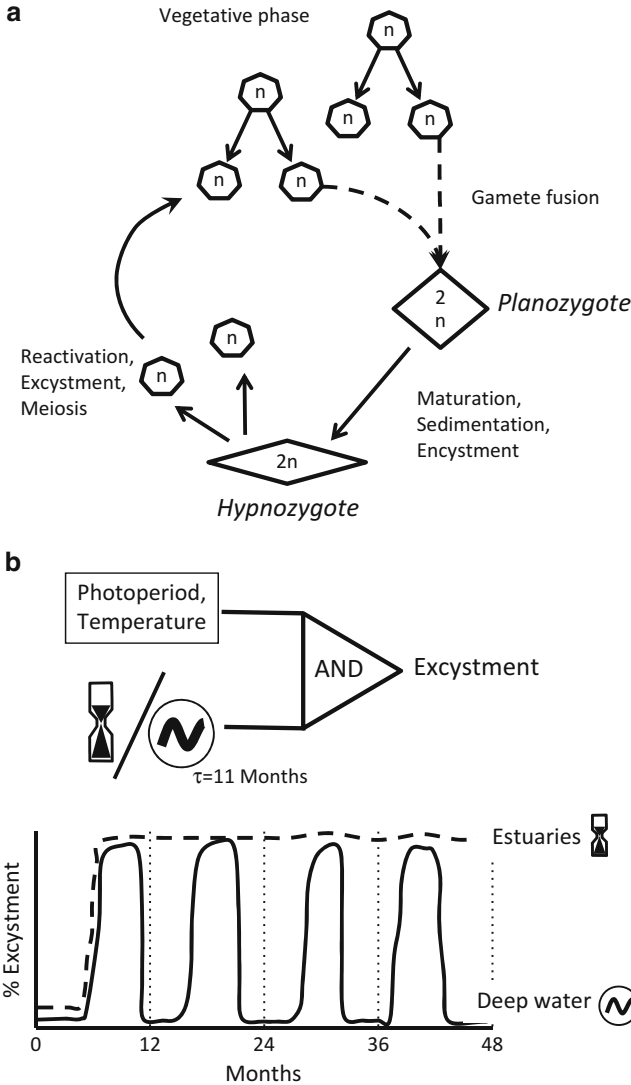 a
Vegetative phase
n
n
n
n
n
n
n
Gamete fusion
2
n
Planozygote
Reactivation,
Excystment,
Meiosis
n
Maturation,
Sedimentation,
Encystment
2n
Hypnozygote
b
Photoperiod,
Temperature
AND
Excystment
τ=11 Months
% Excystment
Estuaries
Deep water
0
12
24
36
48
Months